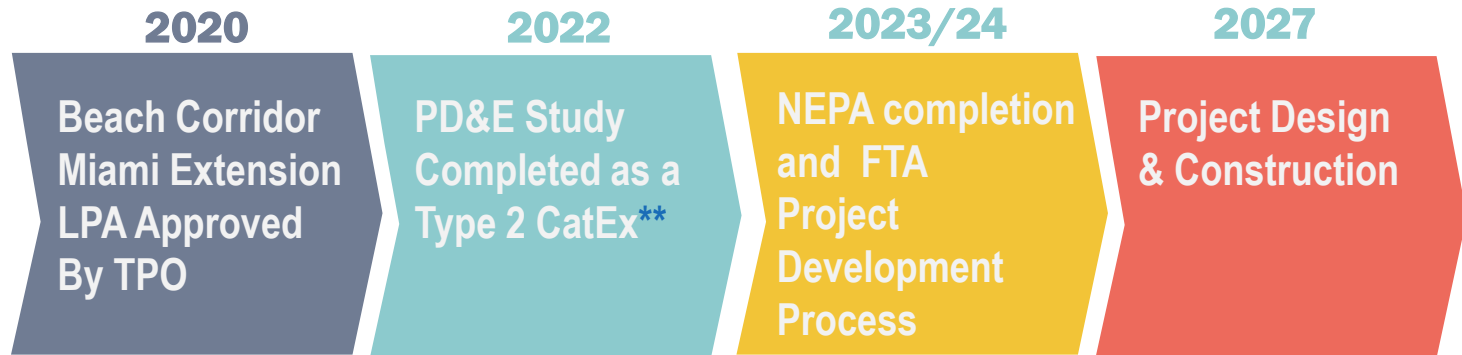 2020
Beach Corridor
Miami Extension
LPA Approved
By TPO
2022
PD&E Study
Completed as a
Type 2 CatEx**
2023/24
NEPA completion
and FTA
Project
Development
Process
2027
Project Design
& Construction